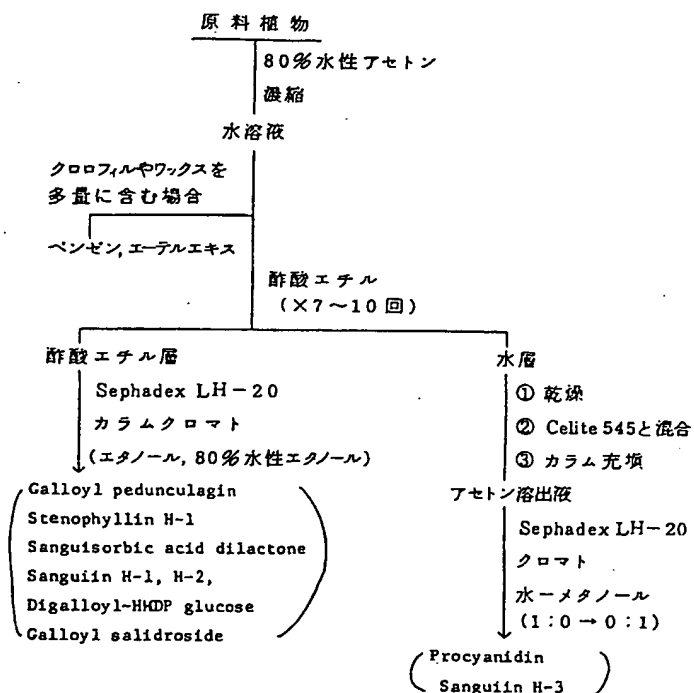 原料植物
80%水性アセトン
濃縮
水溶液
クロロフィルやワックスを
多量に含む場合
ベンゼン,エーテルエキス
酢酸エチル
(×7〜10回)
酢酸エチル層
Sephadex LH-20
カラムクロマト
(エタノール, 80%水性エタノール)
Galloyl pedunculagin
Stenophyllin H-1
Sanguisorbic acid dilactone
Sanguiin H-1, H-2,
Digalloyl-HHDP glucose
Galloyl salidroside
水層
① 乾燥
② Celite 545と混合
③ カラム充填
アセトン溶出液
Sephadex LH-20
クロマト
水-メタノール
(1:0 → 0:1)
Procyanidin
Sanguiin H-3